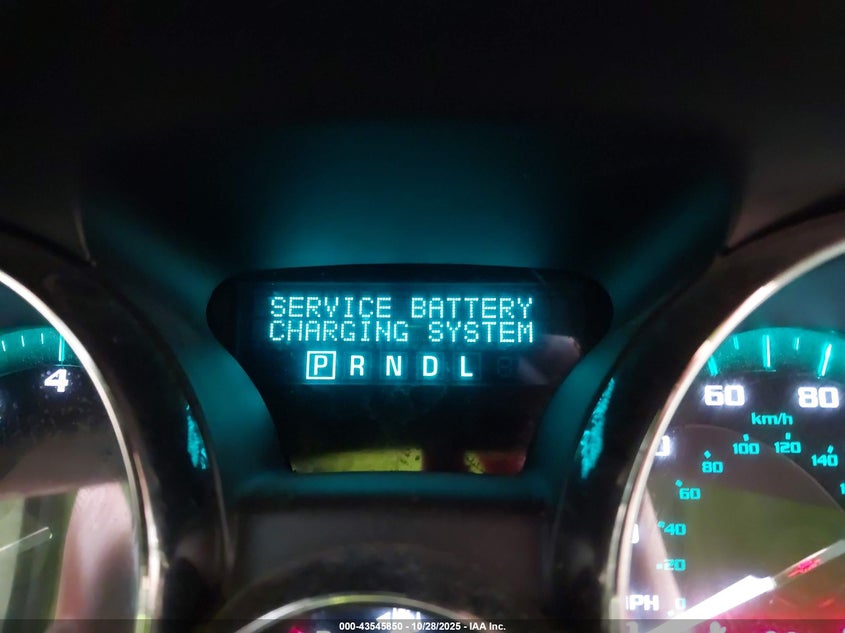 SERVICE BATTERY
CHARGING SYSTEM
P R N D L
4
60 80
km/h
80 100 120 140
60
40
20
0
MPH
000-43545850 - 10/28/2025 - IAA Inc.